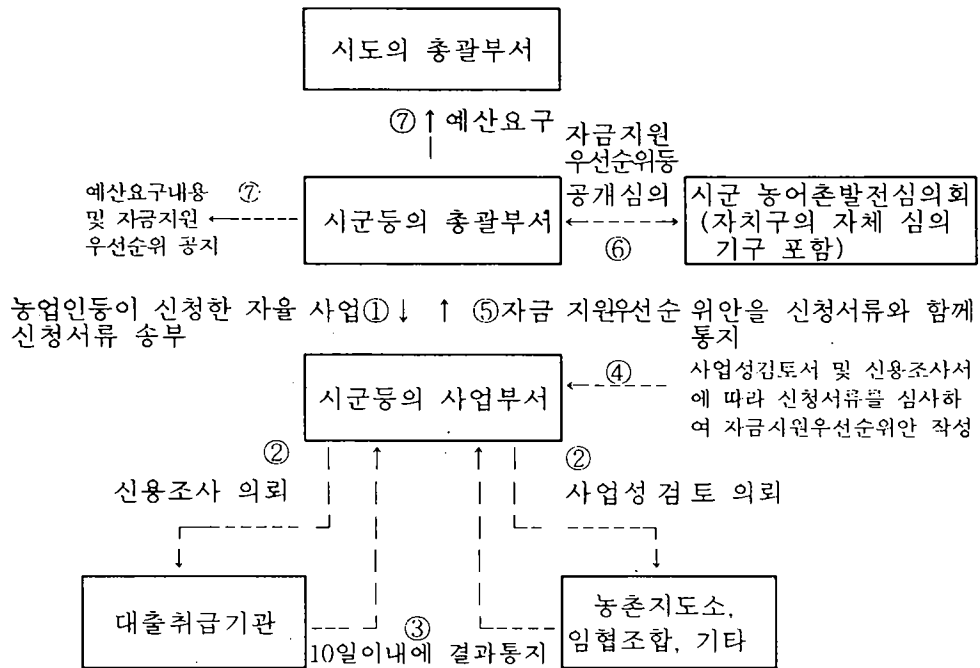 시도의 총괄부서
⑦ ↑ 예산요구
자금지원
우선순위등
공개심의
예산요구내용 ⑦
및 자금지원
우선순위 공지
시군등의 총괄부서
⑥
시군 농어촌발전심의회
(자치구의 자체 심의
기구 포함)
농업인등이 신청한 자율 사업① ↓ ↑ ⑤자금 지원우선순 위안을 신청서류와 함께
신청서류 송부 통지
시군등의 사업부서
④
사업성검토서 및 신용조사서
에 따라 신청서류를 심사하
여 자금지원우선순위안 작성
② ②
신용조사 의뢰 사업성 검토 의뢰
대출취급기관
③
10일이내에 결과통지
농촌지도소,
임협조합, 기타